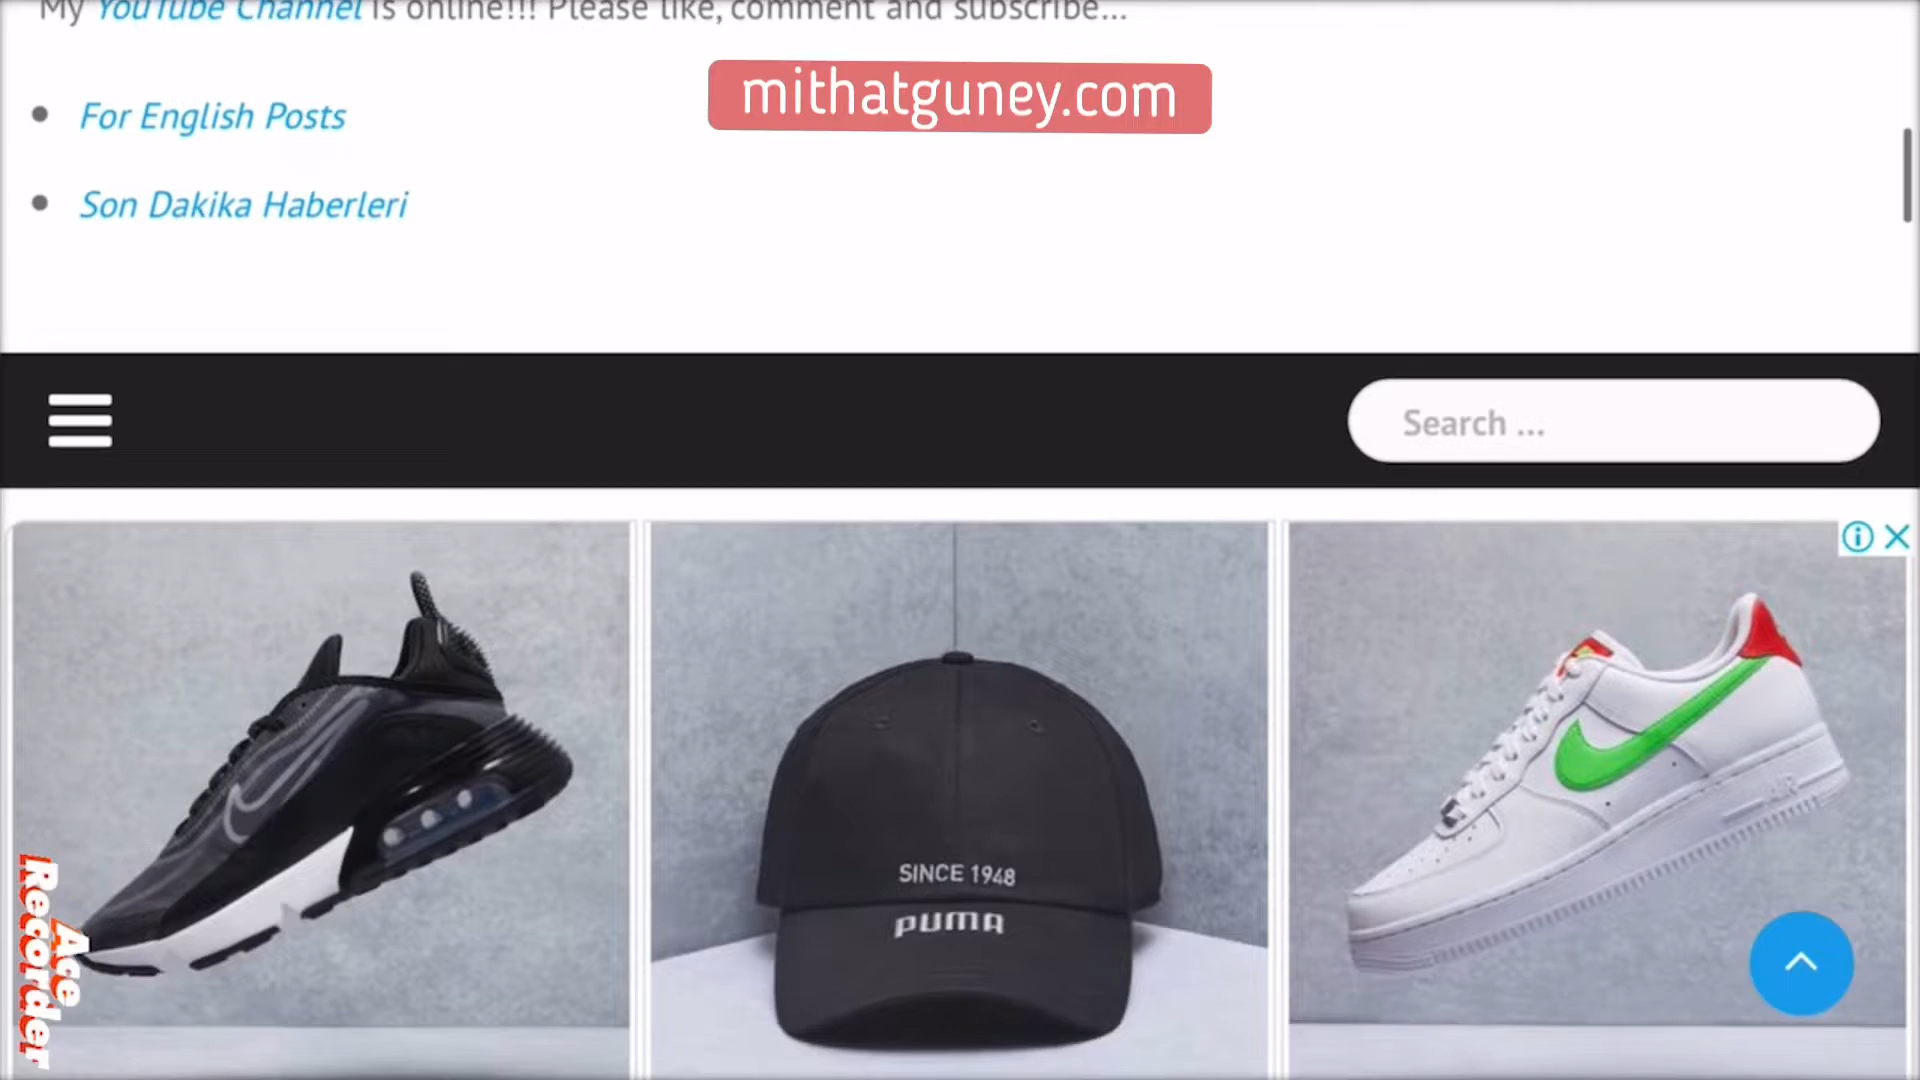 My YouTube Channel is online!!! Please like, comment and subscribe...
mithatguney.com
For English Posts
Son Dakika Haberleri
Search ...
SINCE 1948
PUMA
Ace
Recorder